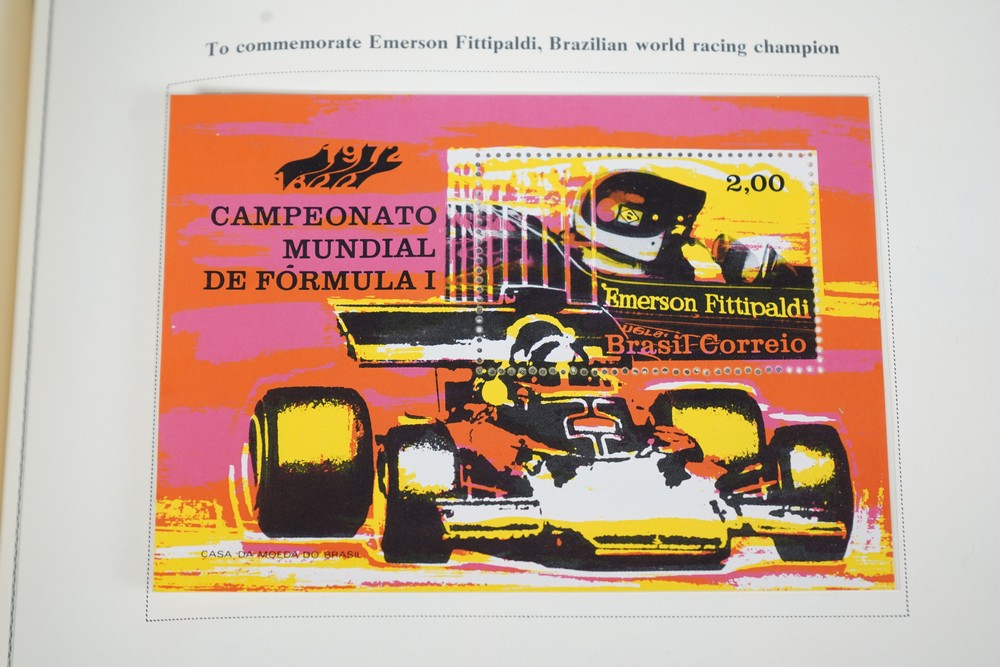 To commemorate Emerson Fittipaldi, Brazilian world racing champion
1972
CAMPEONATO
MUNDIAL
DE FÓRMULA I
2,00
Emerson Fittipaldi
Brasil Correio
CASA DA MOEDA DO BRASIL